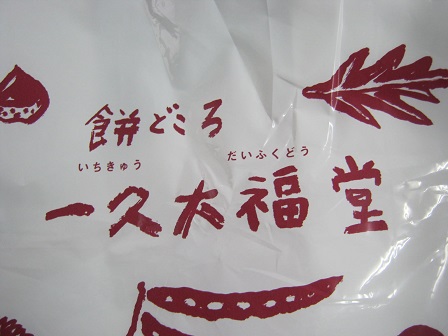 餅どころ
いちきゅう だいふくどう
一久大福堂